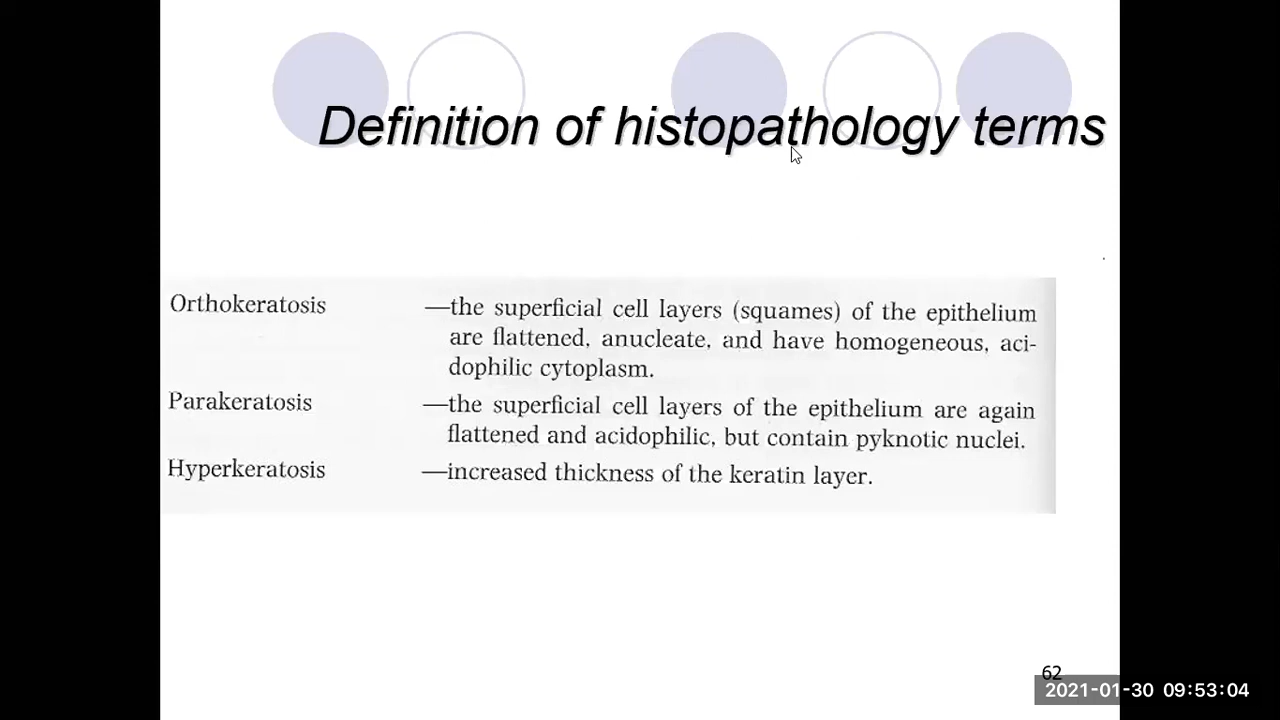 Definition of histopathology terms
Orthokeratosis —the superficial cell layers (squames) of the epithelium
are flattened, anucleate, and have homogeneous, aci-
dophilic cytoplasm.
Parakeratosis —the superficial cell layers of the epithelium are again
flattened and acidophilic, but contain pyknotic nuclei.
Hyperkeratosis —increased thickness of the keratin layer.
62
2021-01-30 09:53:04